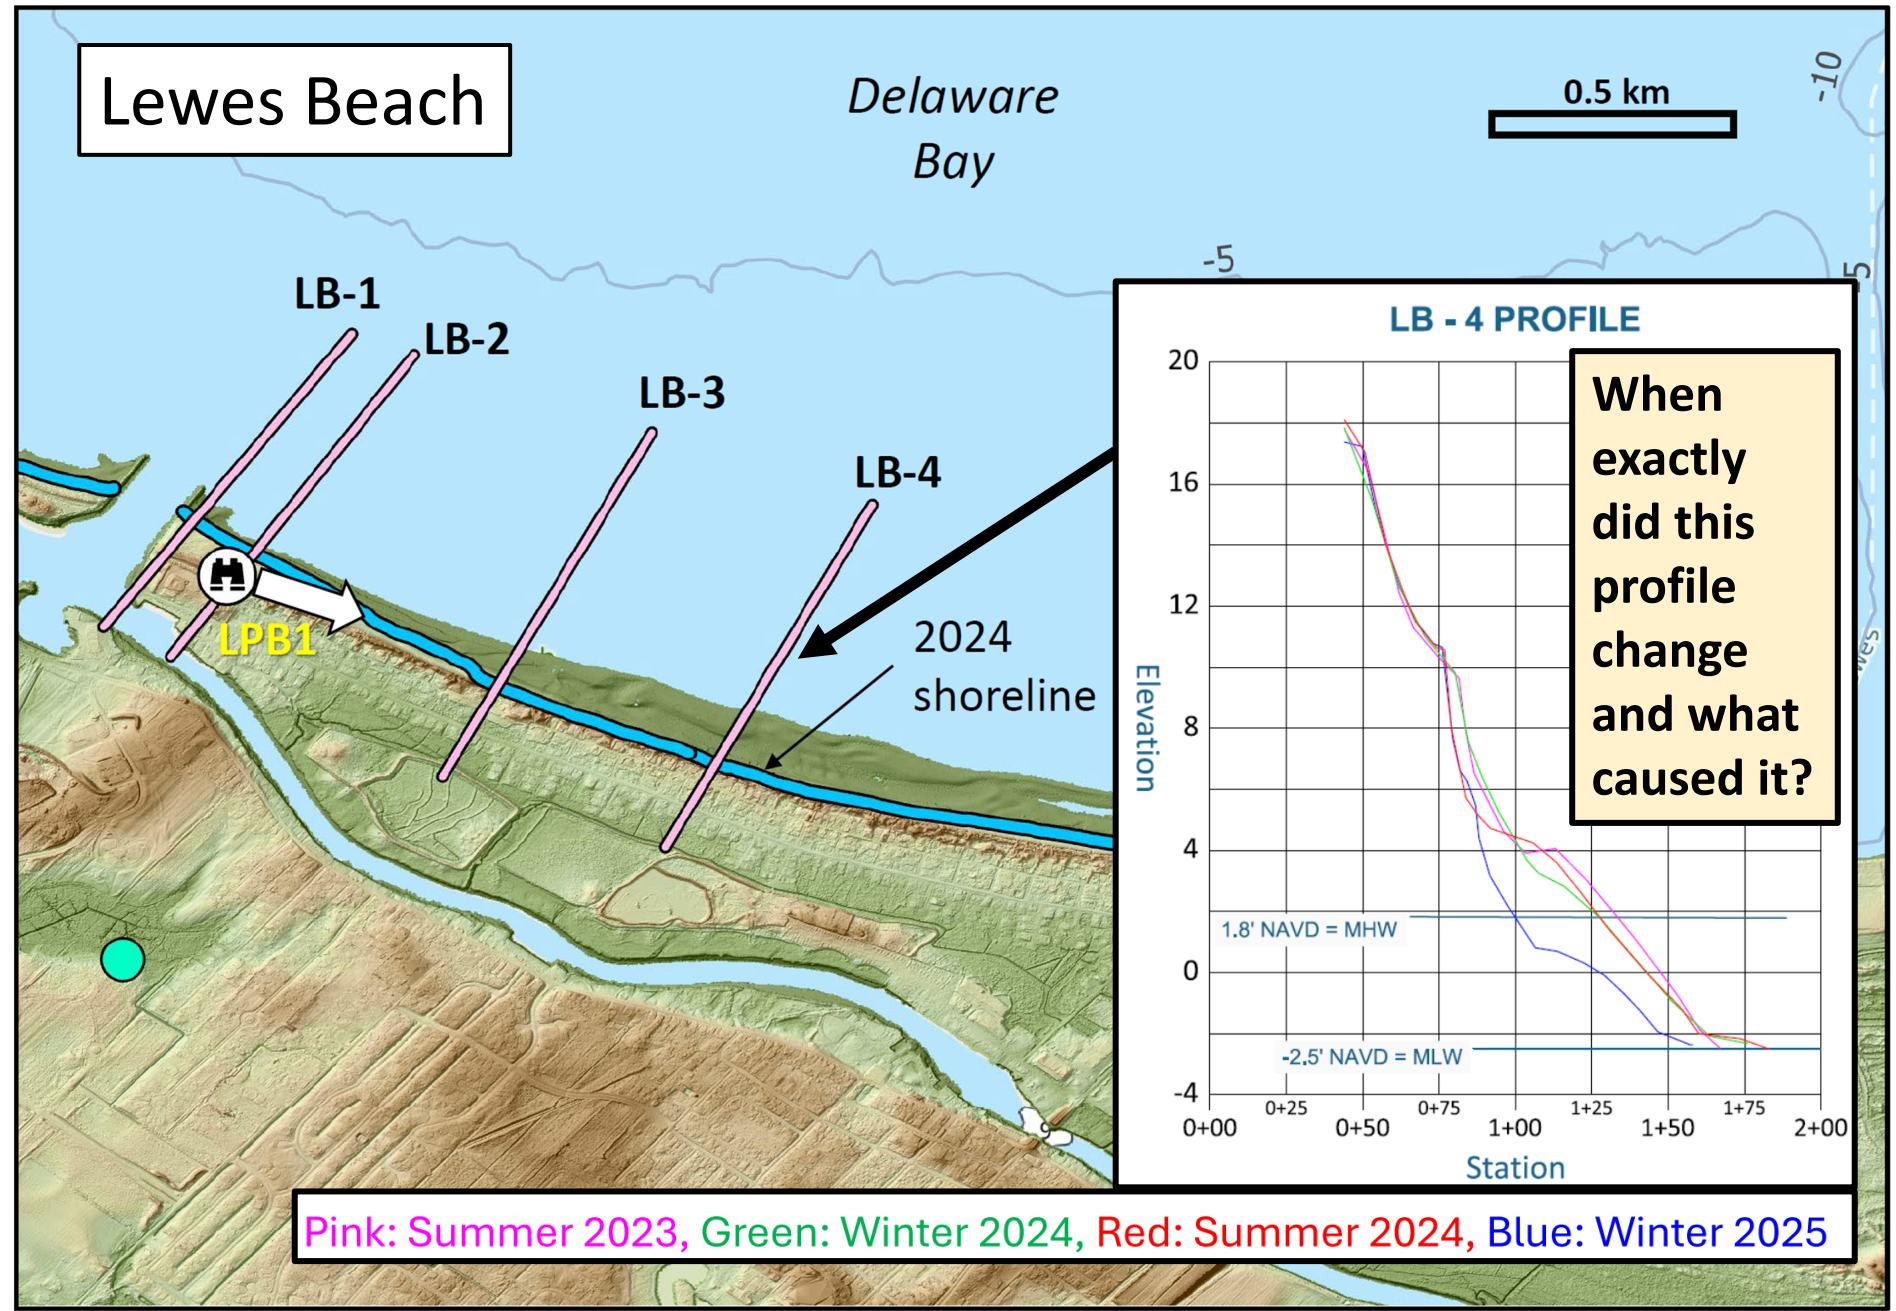 Lewes Beach
Delaware
Bay
0.5 km
-10
-5
5
LB-1
LB-2
LB-3
LB-4
LPB1
2024
shoreline
9
wes
LB - 4 PROFILE
When
exactly
did this
profile
change
and what
caused it?
20
16
12
8
4
0
-4
Elevation
1.8' NAVD = MHW
-2.5' NAVD = MLW
0+25
0+75
1+25
1+75
0+00
0+50
1+00
1+50
2+00
Station
Pink: Summer 2023, Green: Winter 2024, Red: Summer 2024, Blue: Winter 2025